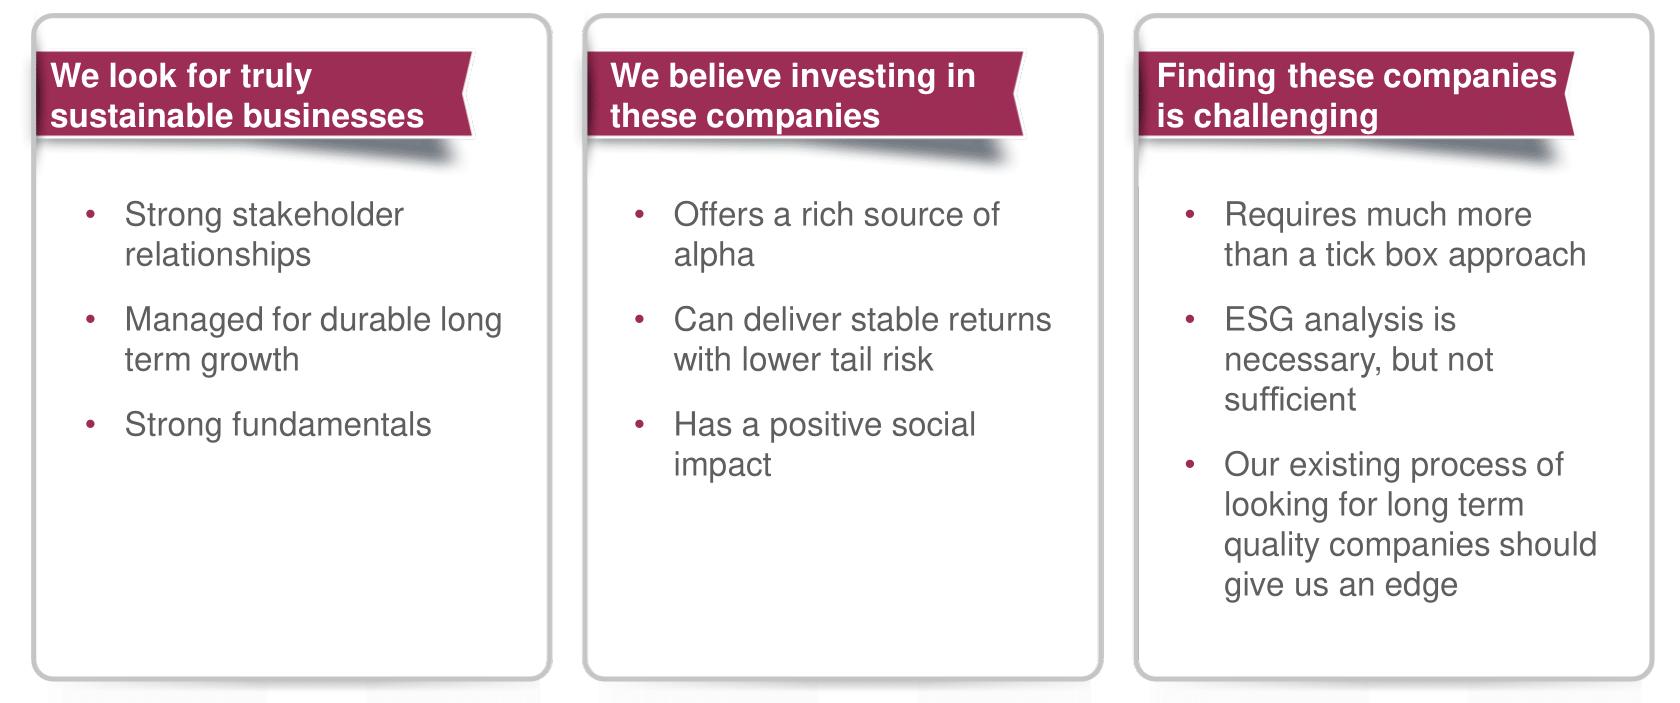 We look for truly
sustainable businesses
• Strong stakeholder
relationships
• Managed for durable long
term growth
• Strong fundamentals
We believe investing in
these companies
• Offers a rich source of
alpha
• Can deliver stable returns
with lower tail risk
• Has a positive social
impact
Finding these companies
is challenging
• Requires much more
than a tick box approach
• ESG analysis is
necessary, but not
sufficient
• Our existing process of
looking for long term
quality companies should
give us an edge